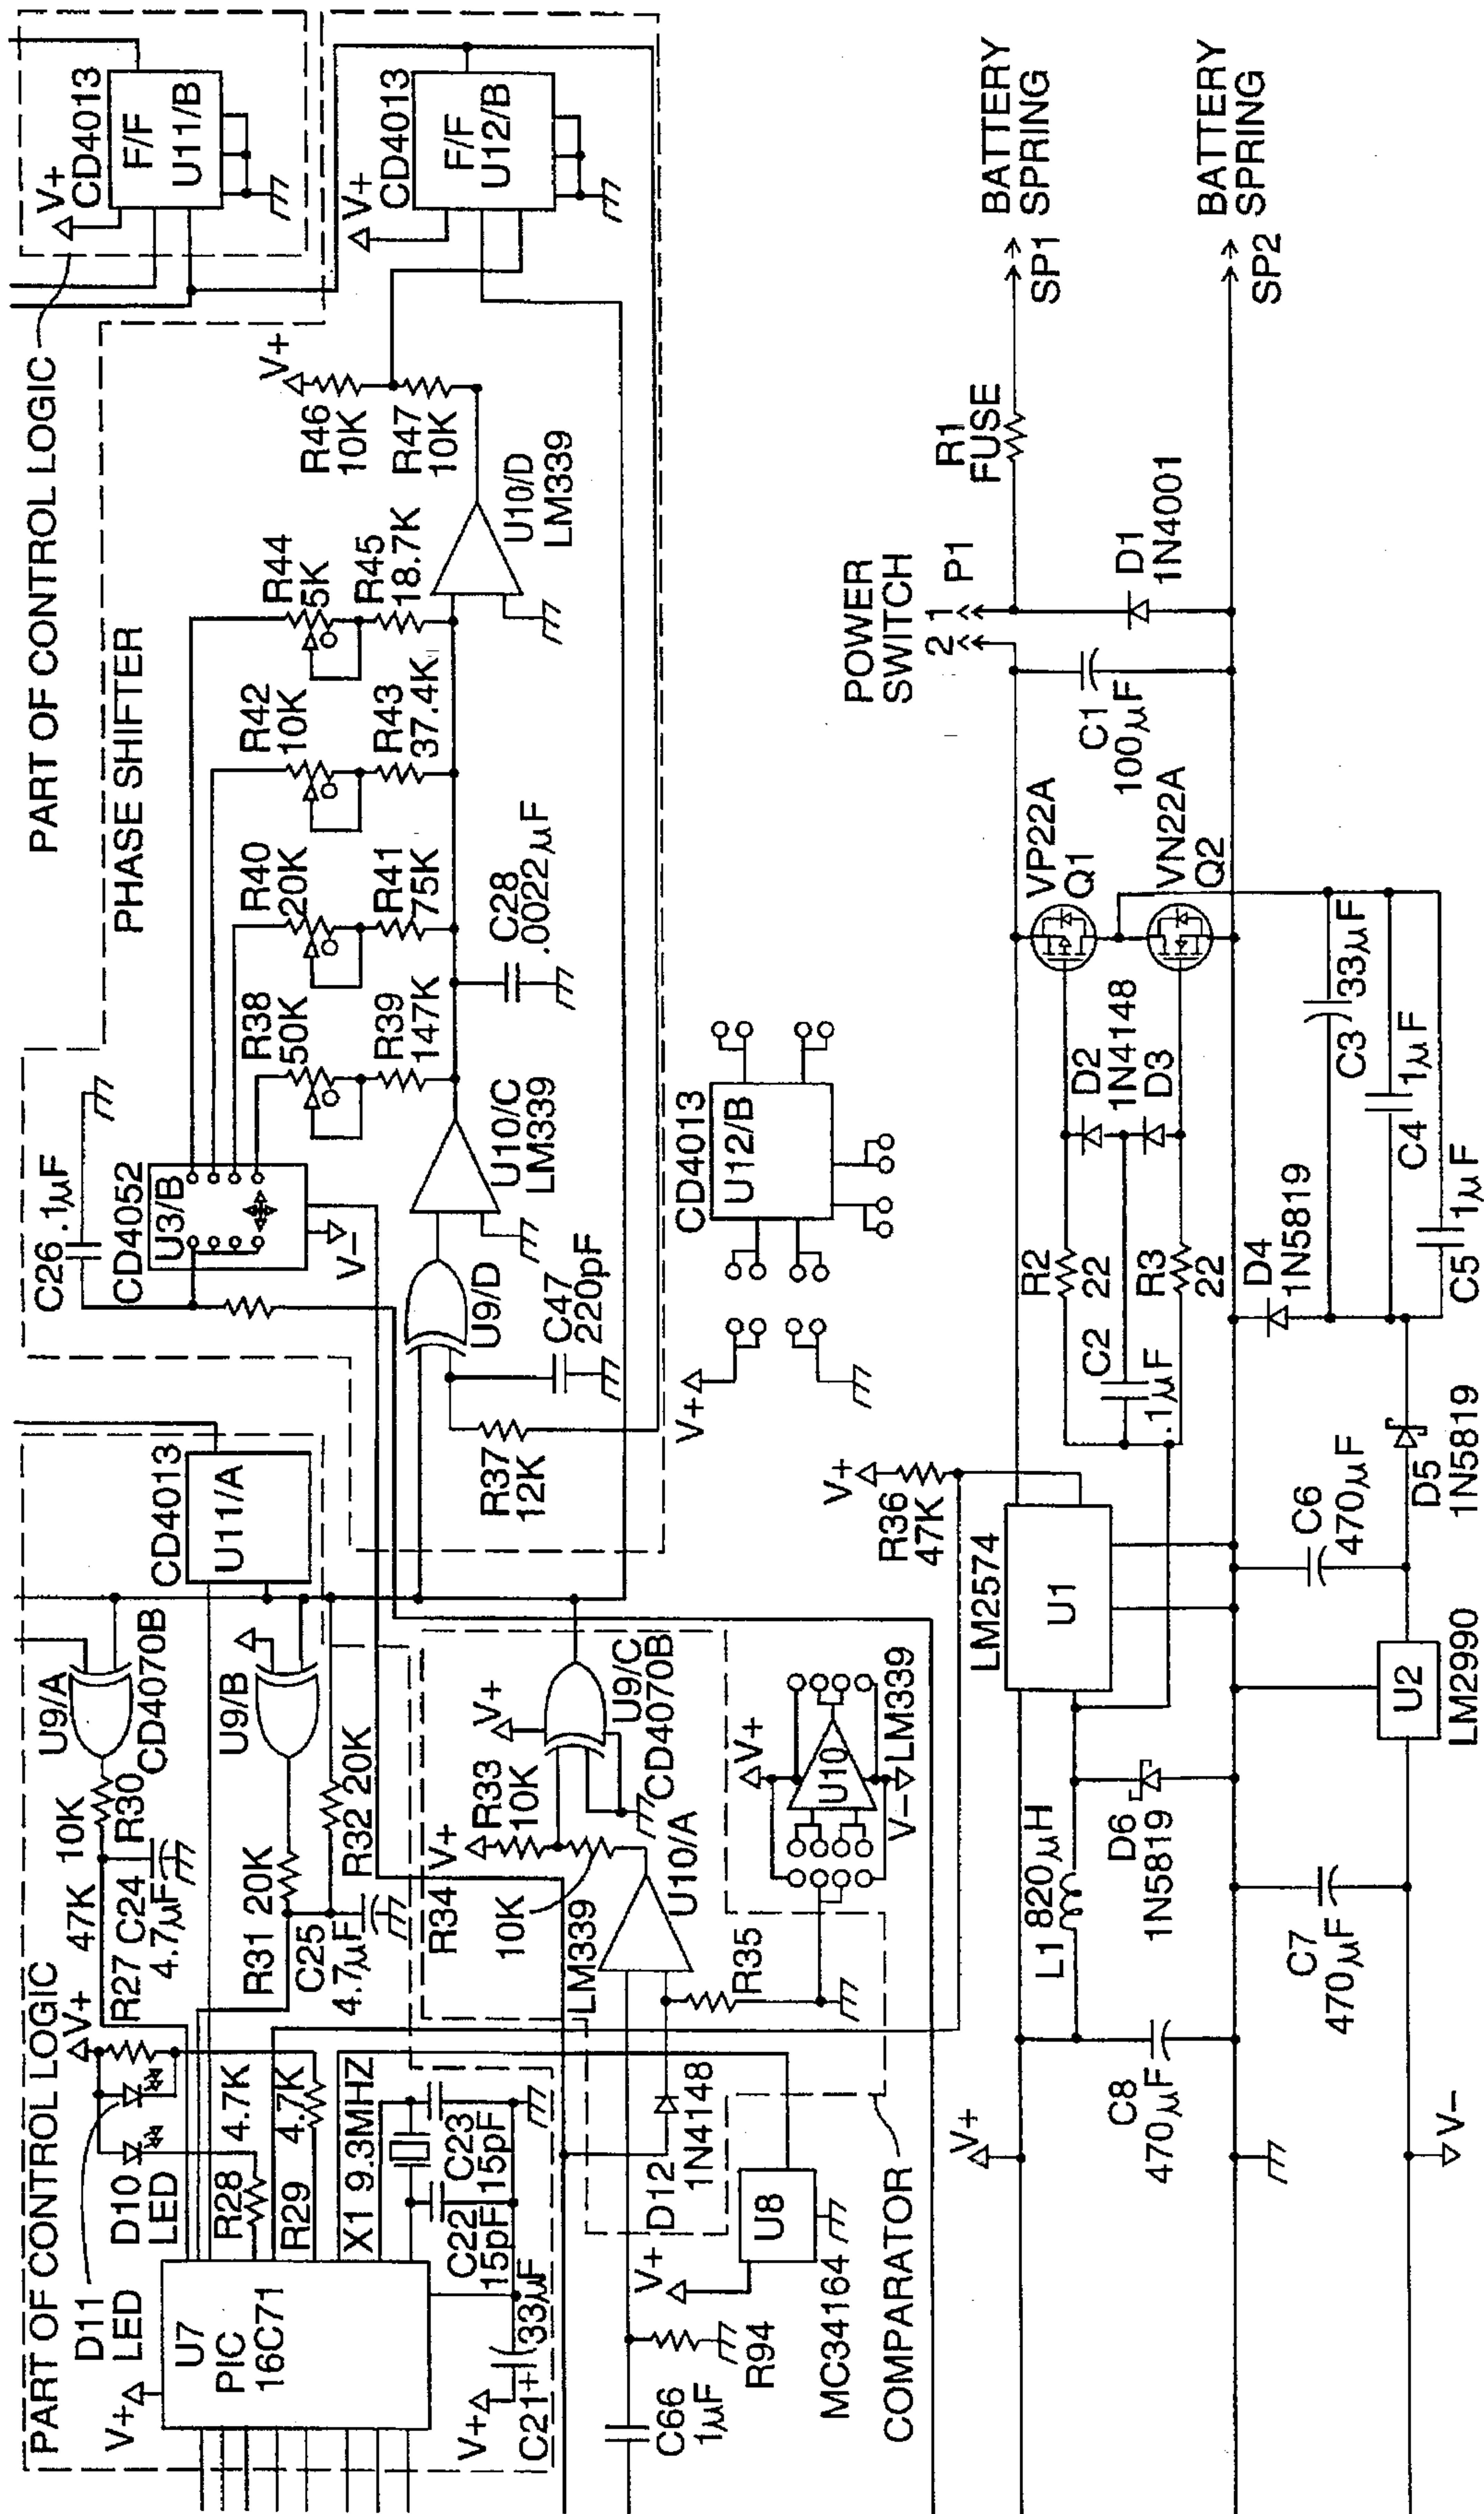 PART OF CONTROL LOGIC
V+
CD4013
F/F
U11/B
V+
CD4013
F/F
U12/B
PHASE SHIFTER
V+
R46
10K
R47
10K
U10/D
LM339
R44
5K
R45
18.7K
R42
10K
R43
37.4K
R40
20K
R41
75K
R38
50K
R39
147K
C28
.0022µF
C26 .1µF
CD4052
U3/B
V-
U10/C
LM339
U9/D
C47
220pF
R37
12K
CD4013
U12/B
V+
PART OF CONTROL LOGIC
CD4013
U11/A
U9/A
CD4070B
U9/B
10K
R30
47K
R27
C24
4.7µF
V+
R31 20K
R32 20K
C25
4.7µF
D11
LED
D10
LED
R28
4.7K
R29
4.7K
X1 9.3MHZ
C22
15pF
C23
15pF
V+
U7
PIC
16C71
V+
C21
+
33µF
R33
10K
V+
V+
U9/C
CD4070B
R34
10K
LM339
U10/A
R35
V+
U10
LM339
V-
D12
1N4148
U8
V+
MC34164
C66
1µF
R94
COMPARATOR
POWER
SWITCH
2
1
P1
R1
FUSE
BATTERY
SPRING
SP1
BATTERY
SPRING
SP2
D1
1N4001
C1
100µF
VP22A
Q1
VN22A
Q2
D2
1N4148
D3
R2
22
R3
22
C2
.1µF
C3
33µF
C4
1µF
C5
1µF
D4
1N5819
D5
1N5819
C6
470µF
V+
R36
47K
LM2574
U1
U2
LM2990
L1 820µH
D6
1N5819
C7
470µF
C8
470µF
V+
V-